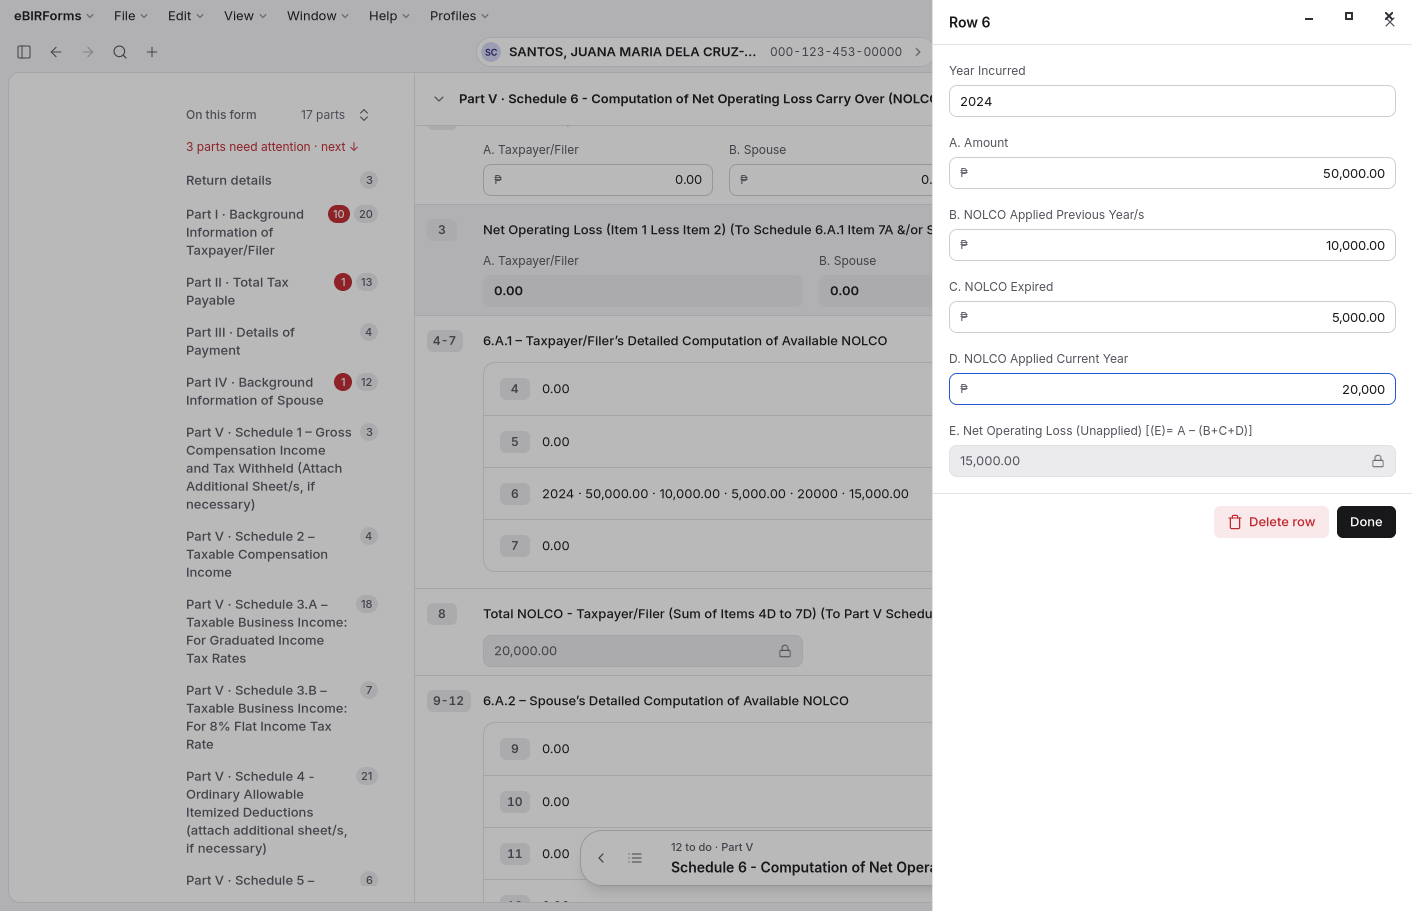 eBIRForms File Edit View Window Help Profiles
SC SANTOS, JUANA MARIA DELA CRUZ-... 000-123-453-00000
On this form 17 parts
3 parts need attention · next ↓
Return details 3
Part I · Background 10 20
Information of
Taxpayer/Filer
Part II · Total Tax 1 13
Payable
Part III · Details of 4
Payment
Part IV · Background 1 12
Information of Spouse
Part V · Schedule 1 – Gross 3
Compensation Income
and Tax Withheld (Attach
Additional Sheet/s, if
necessary)
Part V · Schedule 2 – 4
Taxable Compensation
Income
Part V · Schedule 3.A – 18
Taxable Business Income:
For Graduated Income
Tax Rates
Part V · Schedule 3.B – 7
Taxable Business Income:
For 8% Flat Income Tax
Rate
Part V · Schedule 4 - 21
Ordinary Allowable
Itemized Deductions
(attach additional sheet/s,
if necessary)
Part V · Schedule 5 – 6
Part V · Schedule 6 - Computation of Net Operating Loss Carry Over (NOLC
A. Taxpayer/Filer B. Spouse
₱ 0.00 ₱ 0.
3 Net Operating Loss (Item 1 Less Item 2) (To Schedule 6.A.1 Item 7A &/or S
A. Taxpayer/Filer B. Spouse
0.00 0.00
4-7 6.A.1 – Taxpayer/Filer’s Detailed Computation of Available NOLCO
4 0.00
5 0.00
6 2024 · 50,000.00 · 10,000.00 · 5,000.00 · 20000 · 15,000.00
7 0.00
8 Total NOLCO - Taxpayer/Filer (Sum of Items 4D to 7D) (To Part V Schedu
20,000.00
9-12 6.A.2 – Spouse’s Detailed Computation of Available NOLCO
9 0.00
10 0.00
11 0.00
12 to do · Part V
Schedule 6 - Computation of Net Opera
Row 6
Year Incurred
2024
A. Amount
₱ 50,000.00
B. NOLCO Applied Previous Year/s
₱ 10,000.00
C. NOLCO Expired
₱ 5,000.00
D. NOLCO Applied Current Year
₱ 20,000
E. Net Operating Loss (Unapplied) [(E)= A – (B+C+D)]
15,000.00
Delete row Done